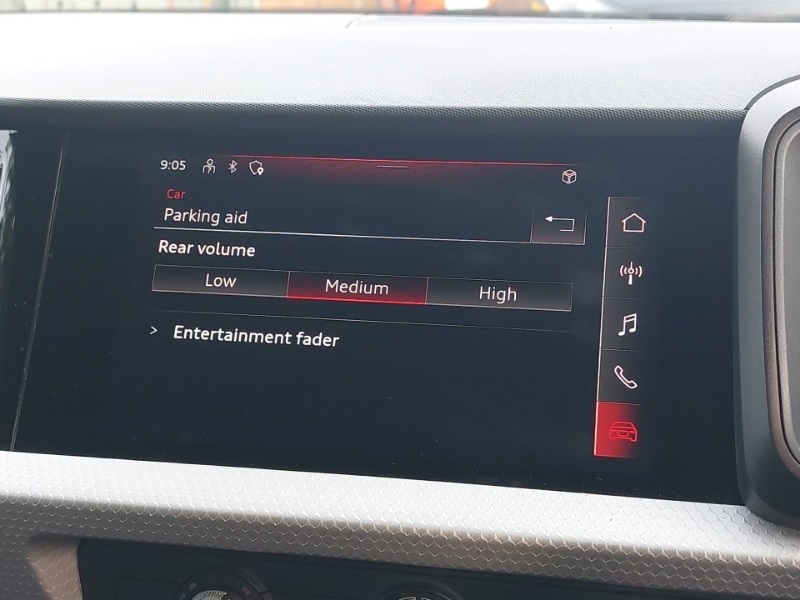 9:05
Car
Parking aid
Rear volume
Low Medium High
> Entertainment fader